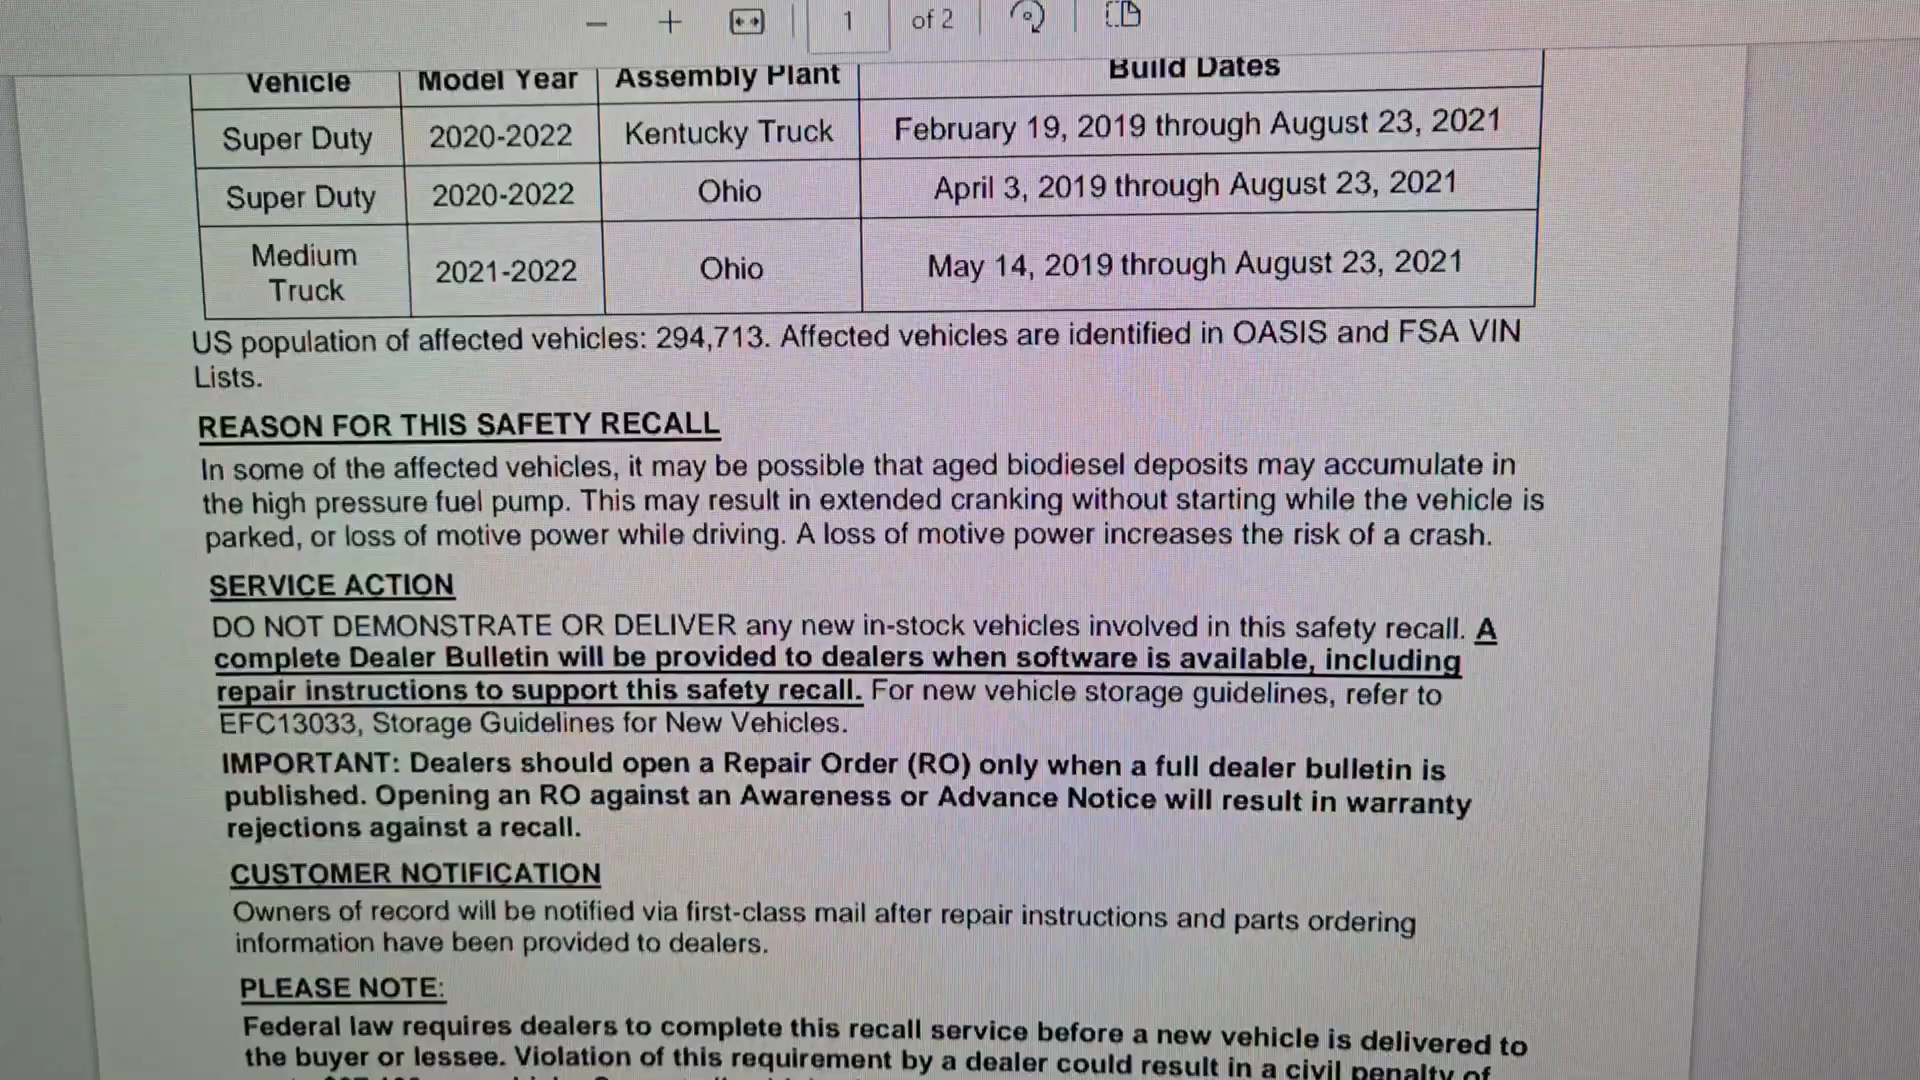 1 of 2
Vehicle Model Year Assembly Plant Build Dates
Super Duty 2020-2022 Kentucky Truck February 19, 2019 through August 23, 2021
Super Duty 2020-2022 Ohio April 3, 2019 through August 23, 2021
Medium Truck 2021-2022 Ohio May 14, 2019 through August 23, 2021
US population of affected vehicles: 294,713. Affected vehicles are identified in OASIS and FSA VIN
Lists.
REASON FOR THIS SAFETY RECALL
In some of the affected vehicles, it may be possible that aged biodiesel deposits may accumulate in
the high pressure fuel pump. This may result in extended cranking without starting while the vehicle is
parked, or loss of motive power while driving. A loss of motive power increases the risk of a crash.
SERVICE ACTION
DO NOT DEMONSTRATE OR DELIVER any new in-stock vehicles involved in this safety recall. A
complete Dealer Bulletin will be provided to dealers when software is available, including
repair instructions to support this safety recall. For new vehicle storage guidelines, refer to
EFC13033, Storage Guidelines for New Vehicles.
IMPORTANT: Dealers should open a Repair Order (RO) only when a full dealer bulletin is
published. Opening an RO against an Awareness or Advance Notice will result in warranty
rejections against a recall.
CUSTOMER NOTIFICATION
Owners of record will be notified via first-class mail after repair instructions and parts ordering
information have been provided to dealers.
PLEASE NOTE:
Federal law requires dealers to complete this recall service before a new vehicle is delivered to
the buyer or lessee. Violation of this requirement by a dealer could result in a civil penalty of